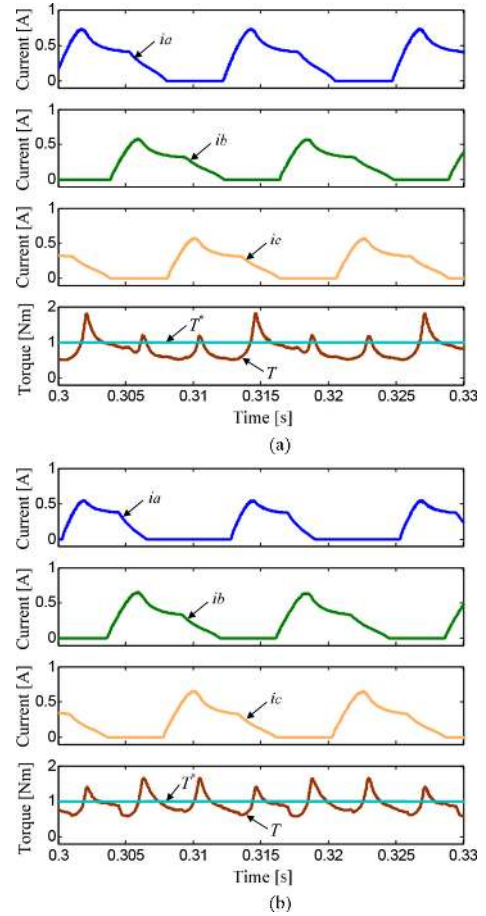 (a)
Current [A]
1
0.5
0
ia
Current [A]
1
0.5
0
ib
Current [A]
1
0.5
0
ic
Torque [Nm]
2
1
0
T*
T
0.3 0.305 0.31 0.315 0.32 0.325 0.33
Time [s]
(a)
(b)
Current [A]
1
0.5
0
ia
Current [A]
1
0.5
0
ib
Current [A]
1
0.5
0
ic
Torque [Nm]
2
1
0
T*
T
0.3 0.305 0.31 0.315 0.32 0.325 0.33
Time [s]
(b)